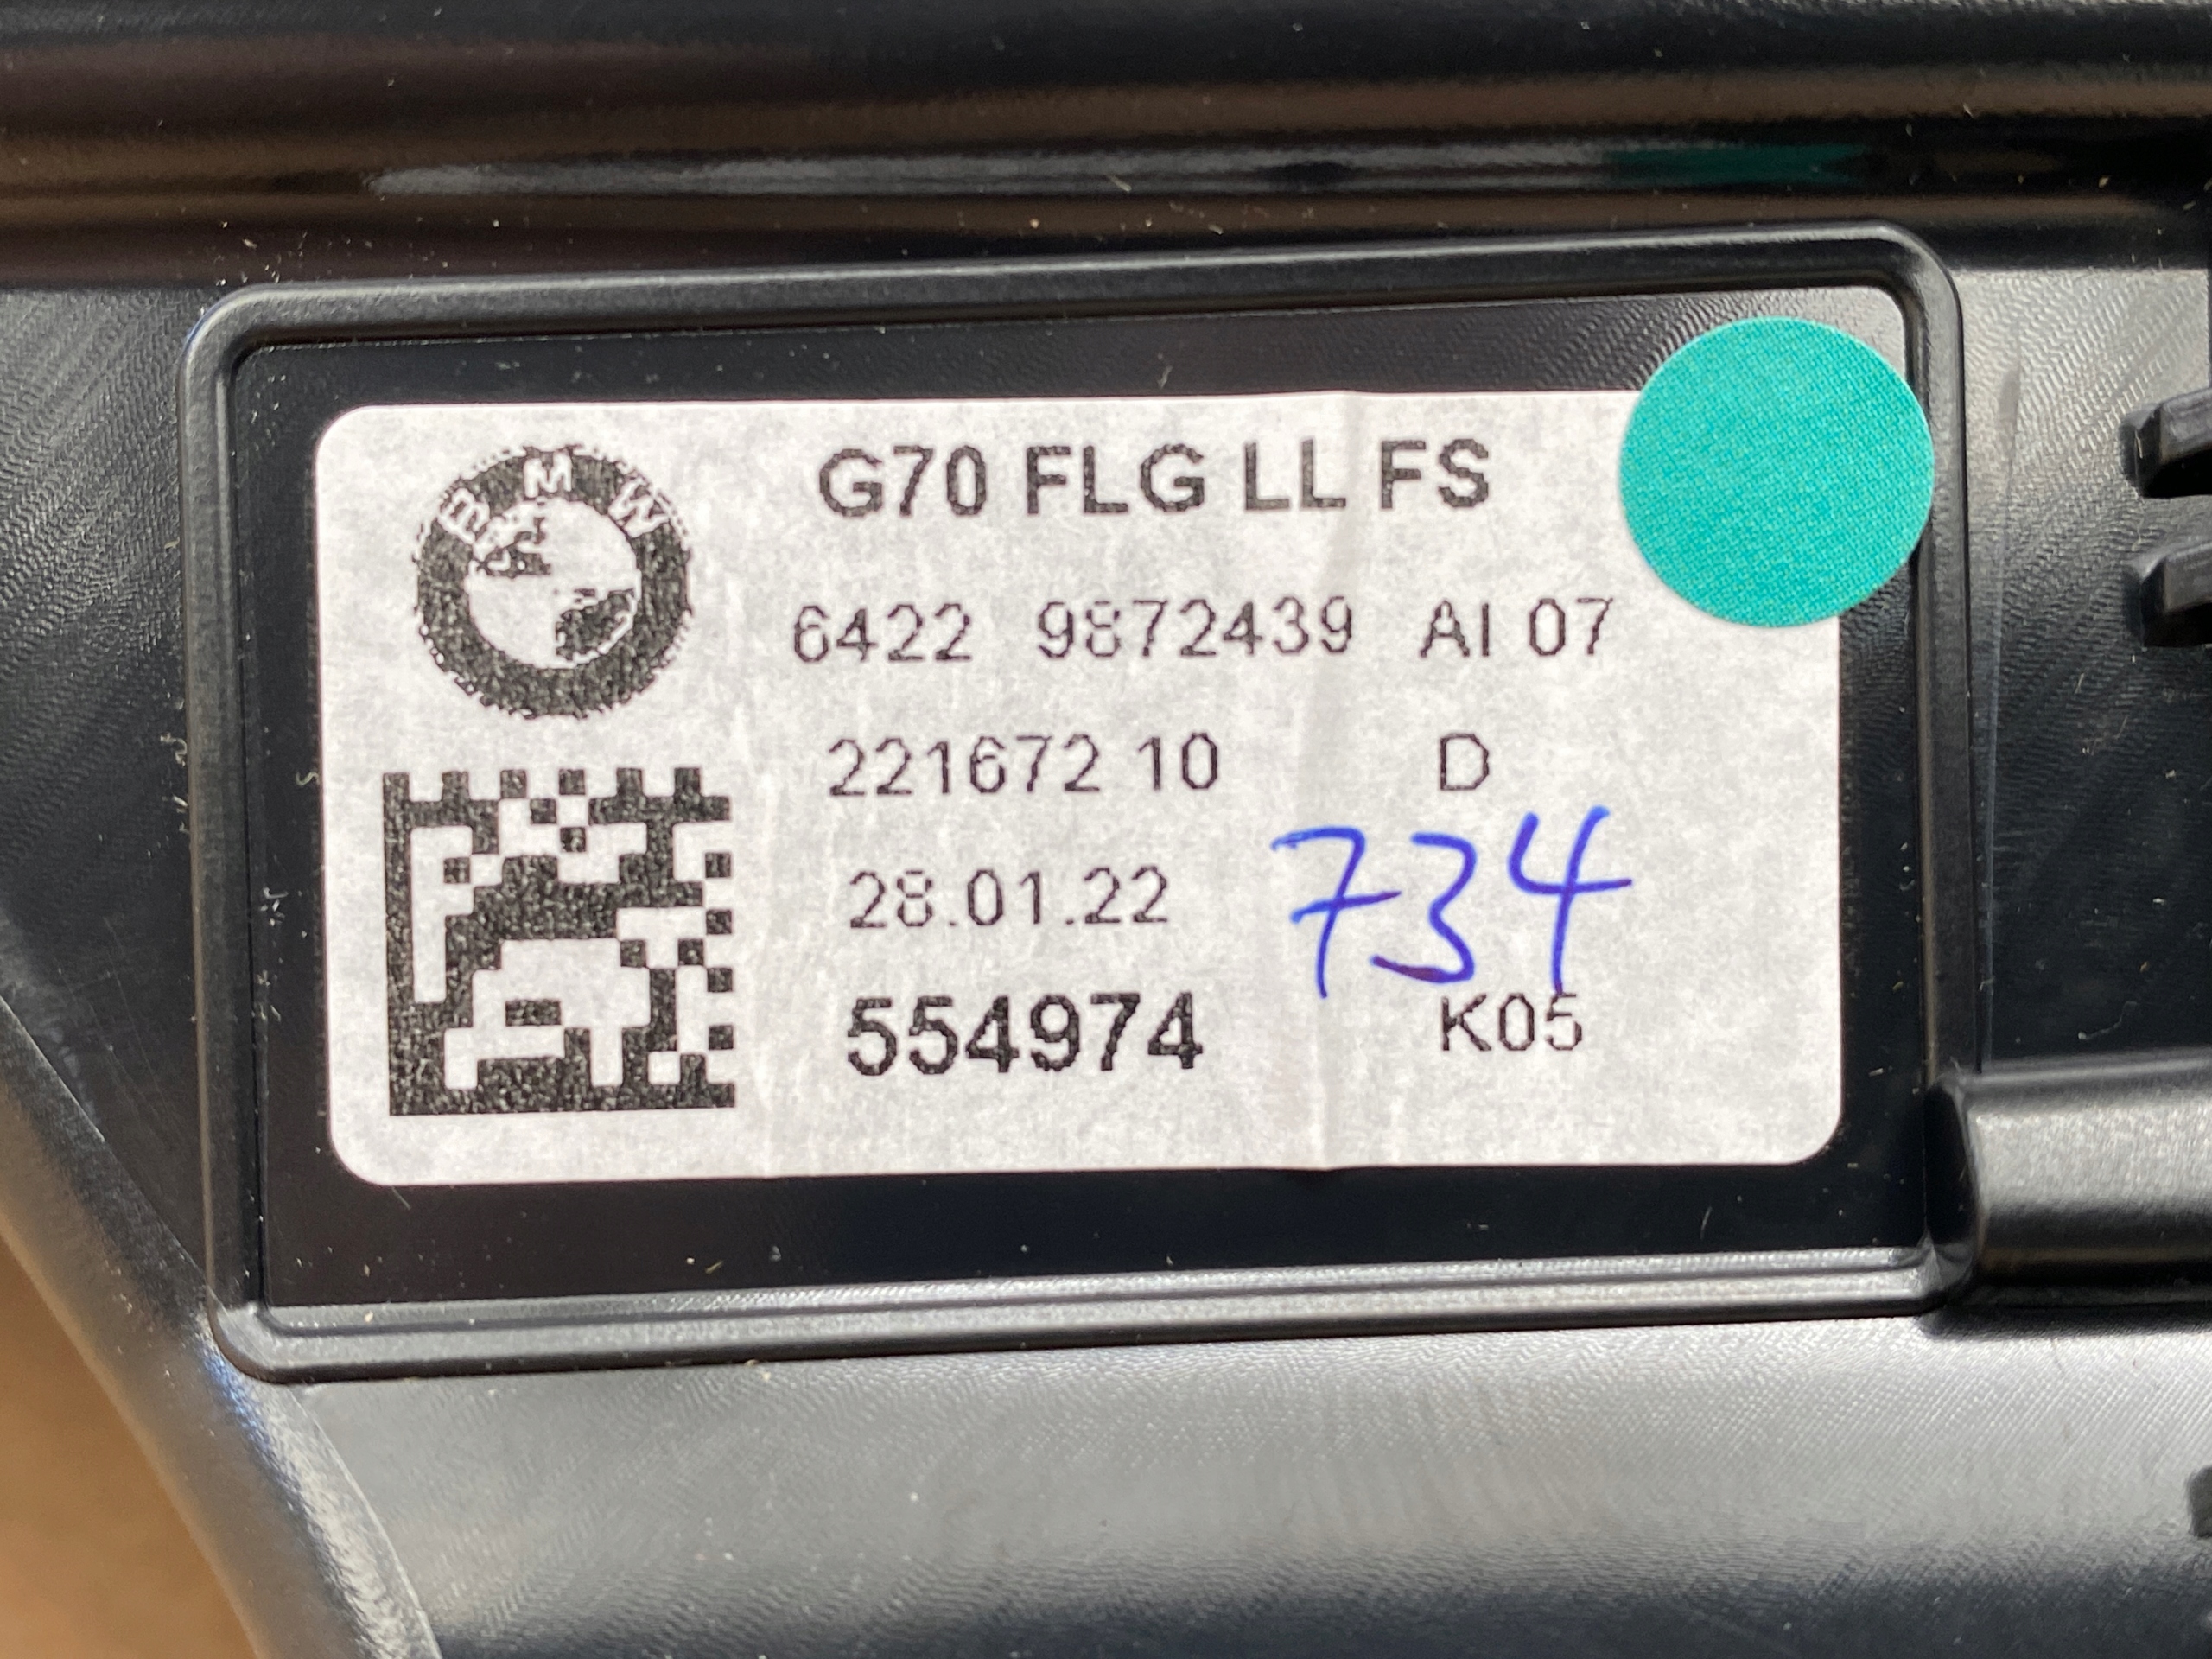 BMW
G70 FLG LL FS
6422 9872439 AI 07
221672 10 D
28.01.22 734
554974 K05